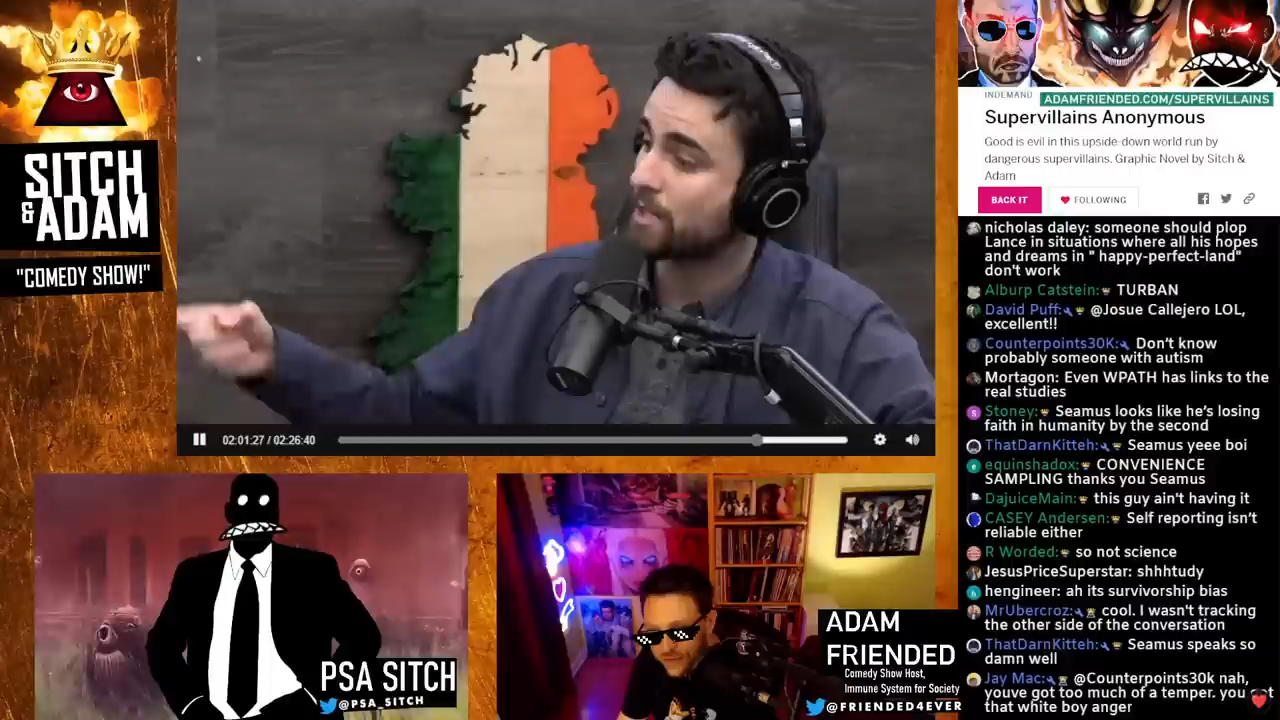 SITCH
& ADAM
"COMEDY SHOW!"
02:01:27 / 02:26:40
PSA SITCH
@PSA_SITCH
ADAM
FRIENDED
Comedy Show Host,
Immune System for Society
@FRIENDED4EVER
INDEMAND
ADAMFRIENDED.COM/SUPERVILLAINS
Supervillains Anonymous
Good is evil in this upside-down world run by
dangerous supervillains. Graphic Novel by Sitch &
Adam
BACK IT
FOLLOWING
nicholas daley: someone should plop
Lance in situations where all his hopes
and dreams in " happy-perfect-land"
don't work
Alburp Catstein: TURBAN
David Puff: @Josue Callejero LOL,
excellent!!
Counterpoints30K: Don't know
probably someone with autism
Mortagon: Even WPATH has links to the
real studies
Stoney: Seamus looks like he's losing
faith in humanity by the second
ThatDarnKitteh: Seamus yeee boi
equinshadox: CONVENIENCE
SAMPLING thanks you Seamus
DajuiceMain: this guy ain't having it
CASEY Andersen: Self reporting isn't
reliable either
R Worded: so not science
JesusPriceSuperstar: shhhtudy
hengineer: ah its survivorship bias
MrUbercroz: cool. I wasn't tracking
the other side of the conversation
ThatDarnKitteh: Seamus speaks so
damn well
Jay Mac: @Counterpoints30k nah,
youve got too much of a temper. you got
that white boy anger